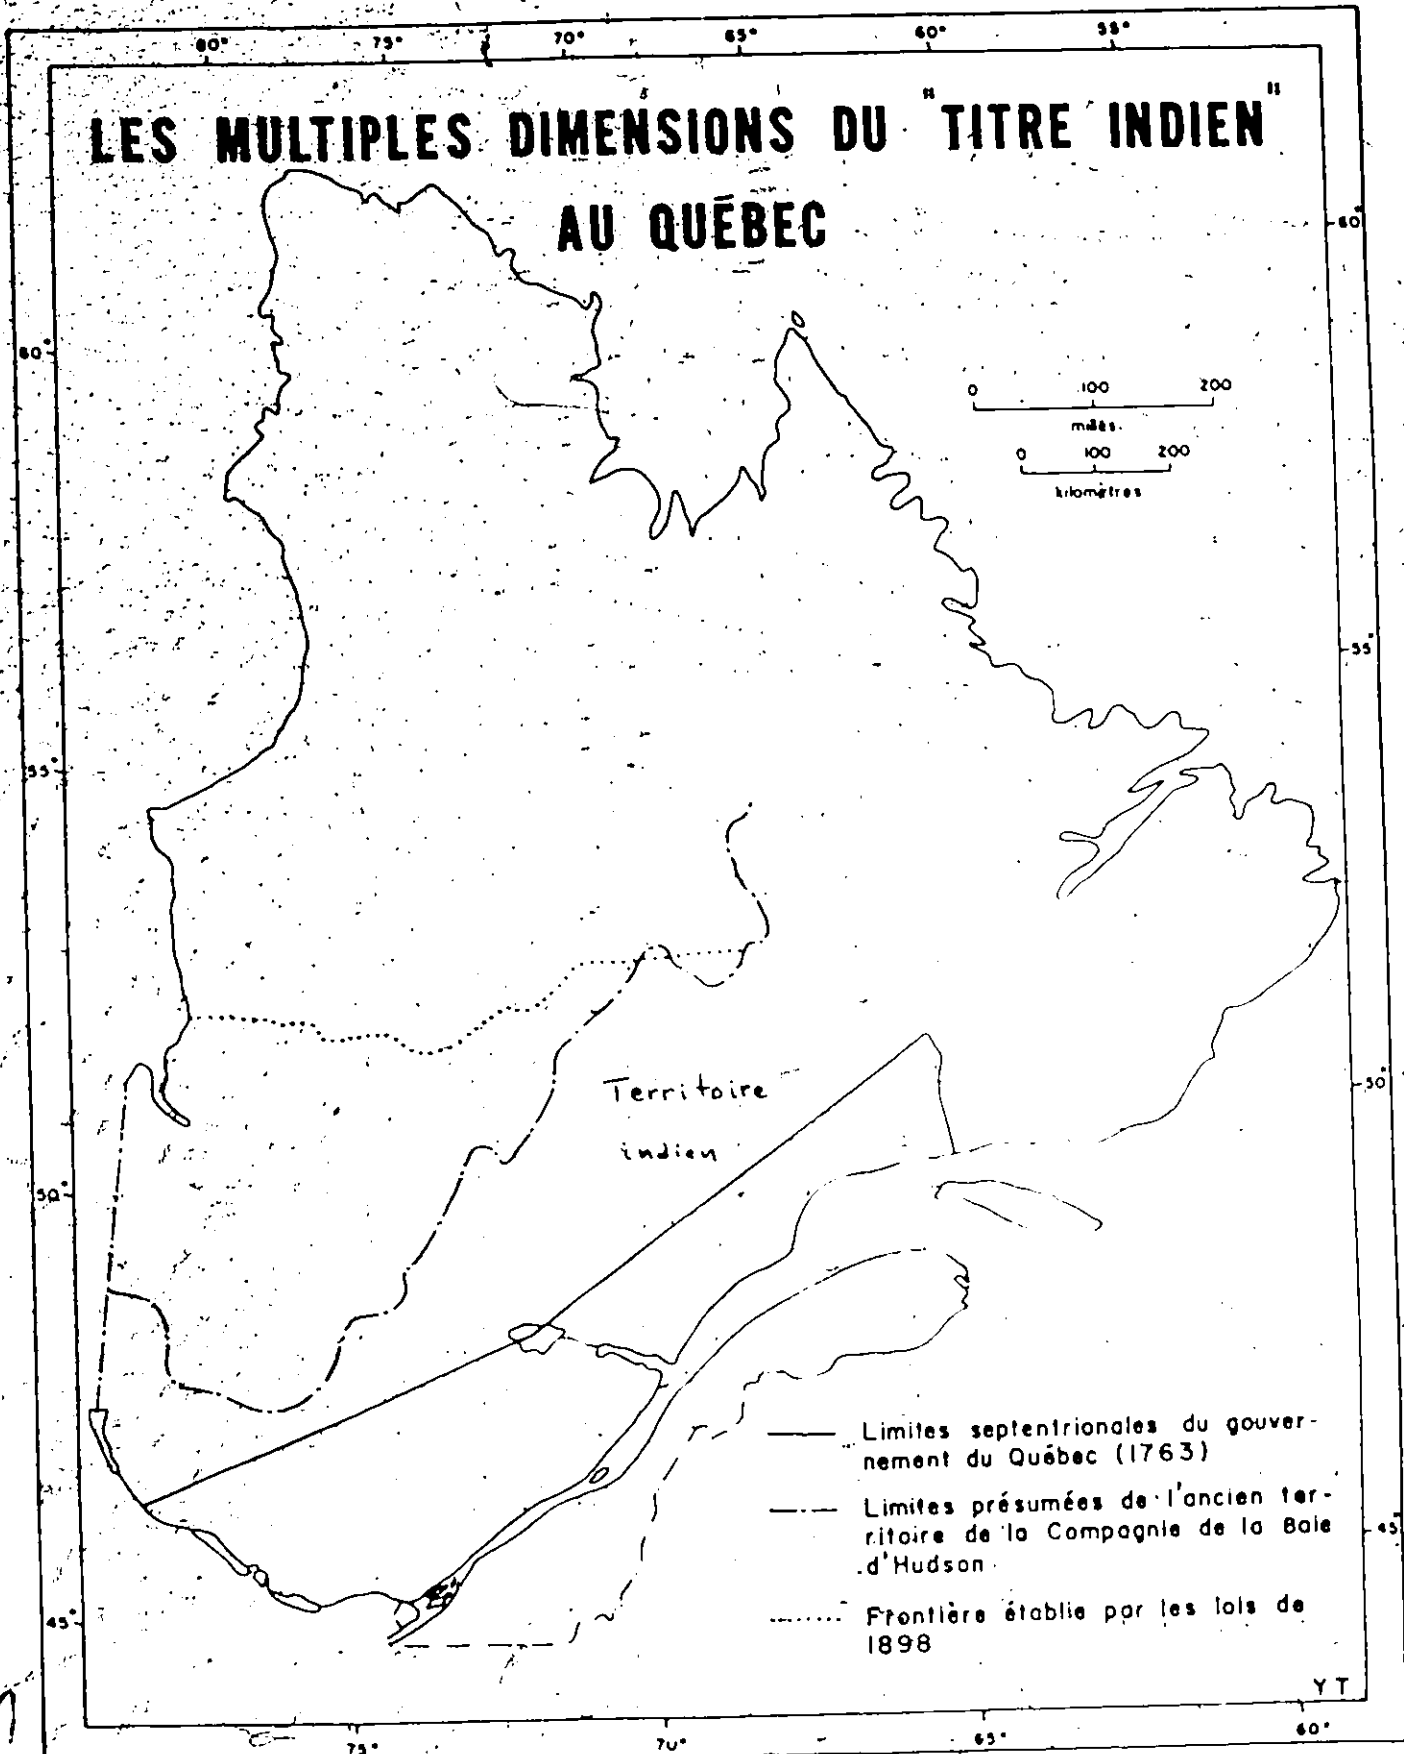 80° 75° 70° 65° 60° 55°
LES MULTIPLES DIMENSIONS DU "TITRE INDIEN"
AU QUÉBEC
60°
60°
0 100 200
milles
0 100 200
kilomètres
55°
55°
50°
Territoire
indien
50°
Limites septentrionales du gouver-
nement du Québec (1763)
Limites présumées de l'ancien ter-
ritoire de la Compagnie de la Baie
d'Hudson
45°
Frontière établie par les lois de
1898
45°
Y T
75° 70° 65° 60°